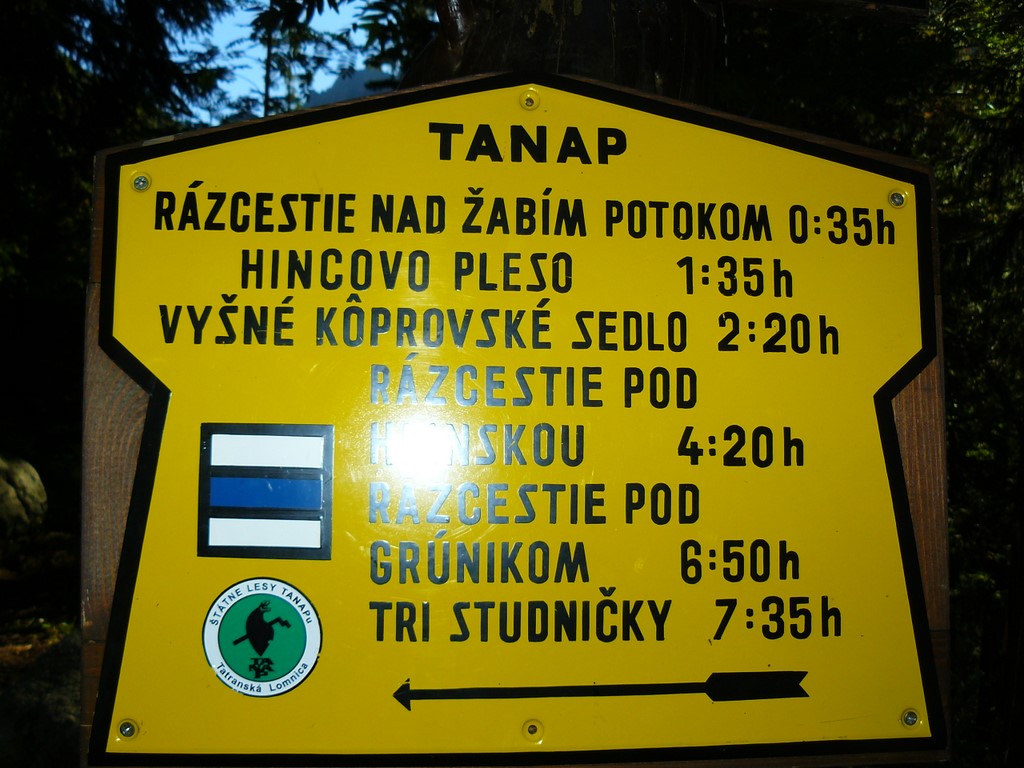 TANAP
RÁZCESTIE NAD ŽABÍM POTOKOM 0:35h
HINCOVO PLESO 1:35h
VYŠNÉ KÔPROVSKÉ SEDLO 2:20h
RÁZCESTIE POD
4:20h
RÁZCESTIE POD
GRÚNIKOM 6:50h
TRI STUDNIČKY 7:35h
ŠTÁTNE LESY TANAPu
Tatranská Lomnica